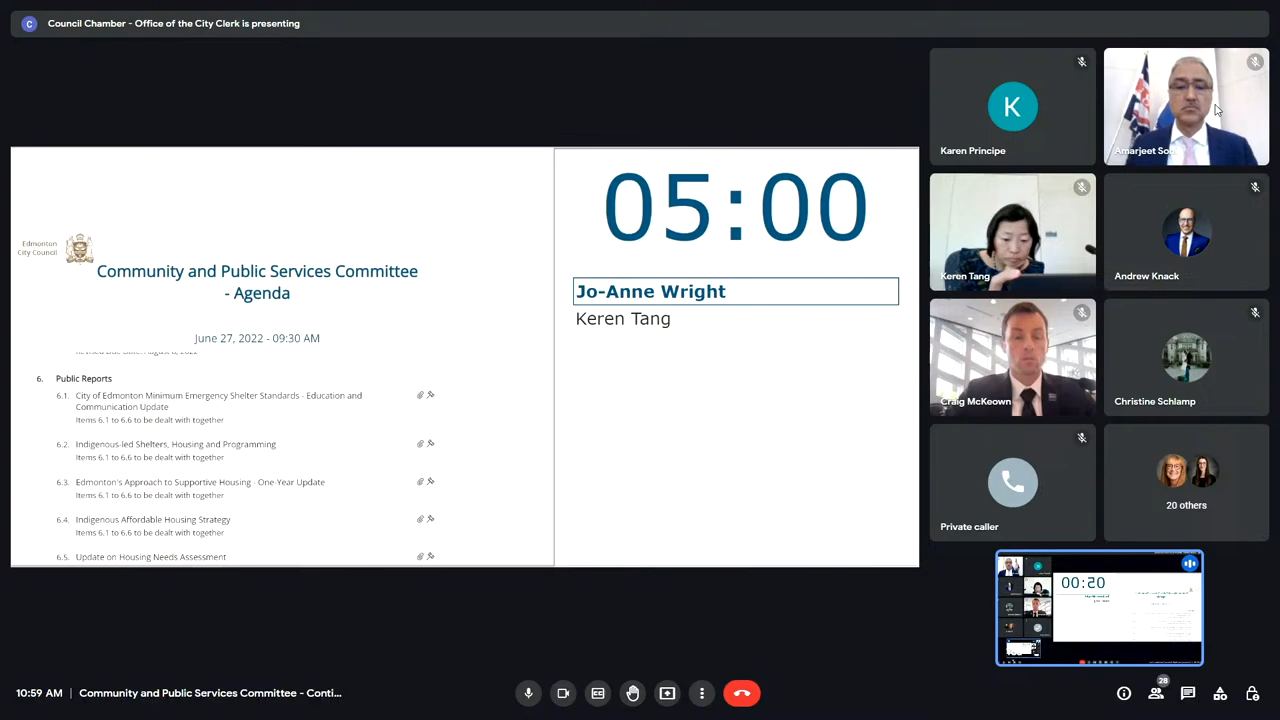 C
Council Chamber - Office of the City Clerk is presenting
Edmonton
City Council
Community and Public Services Committee
- Agenda
June 27, 2022 - 09:30 AM
6. Public Reports
6.1. City of Edmonton Minimum Emergency Shelter Standards - Education and
Communication Update
Items 6.1 to 6.6 to be dealt with together
6.2. Indigenous-led Shelters, Housing and Programming
Items 6.1 to 6.6 to be dealt with together
6.3. Edmonton's Approach to Supportive Housing - One-Year Update
Items 6.1 to 6.6 to be dealt with together
6.4. Indigenous Affordable Housing Strategy
Items 6.1 to 6.6 to be dealt with together
6.5. Update on Housing Needs Assessment
05:00
Jo-Anne Wright
Keren Tang
K
Karen Principe
Amarjeet
Keren Tang
Andrew Knack
Craig McKeown
Christine Schlamp
Private caller
20 others
00:20
10:59 AM
Community and Public Services Committee - Conti...
28